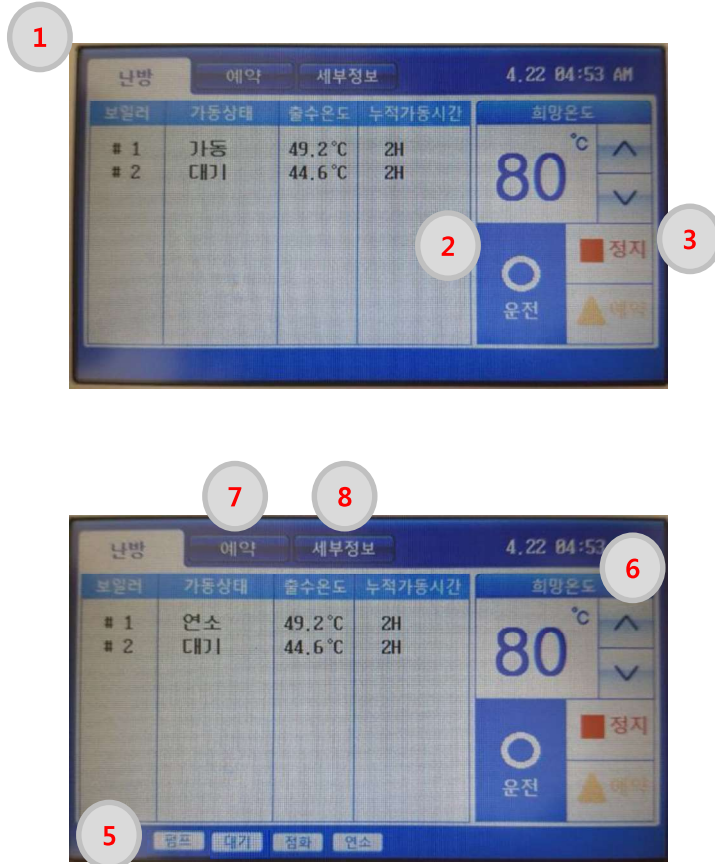 1
난방 예약 세부정보 4.22 04:53 AM
보일러 가동상태 출수온도 누적가동시간 희망온도
# 1 가동 49.2℃ 2H
# 2 대기 44.6℃ 2H
80 ℃
2
3
정지
운전
예약
7 8
난방 예약 세부정보 4.22 04:53
6
보일러 가동상태 출수온도 누적가동시간 희망온도
# 1 연소 49.2℃ 2H
# 2 대기 44.6℃ 2H
80 ℃
정지
운전
예약
5
펌프 대기 점화 연소